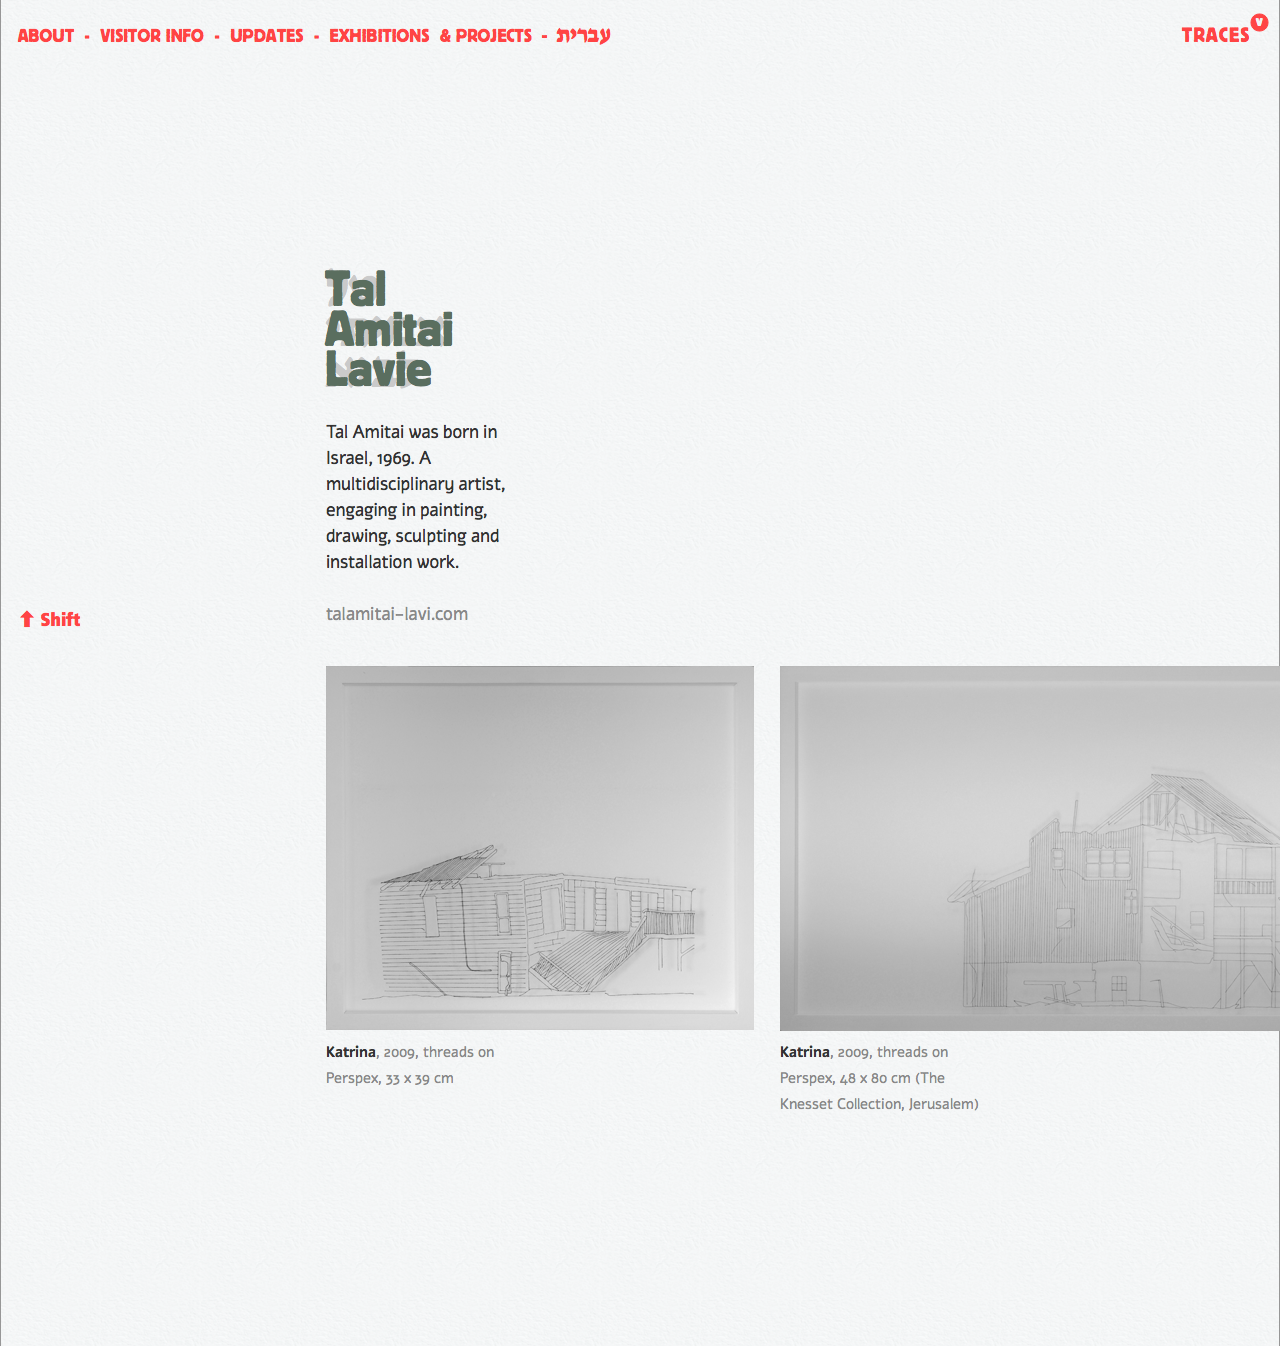 ABOUT - VISITOR INFO - UPDATES - EXHIBITIONS & PROJECTS - עברית
TRACES V
Tal
Amitai
Lavie
Tal Amitai was born in
Israel, 1969. A
multidisciplinary artist,
engaging in painting,
drawing, sculpting and
installation work.
talamitai-lavi.com
⬆ Shift
Katrina, 2009, threads on
Perspex, 33 x 39 cm
Katrina, 2009, threads on
Perspex, 48 x 80 cm (The
Knesset Collection, Jerusalem)